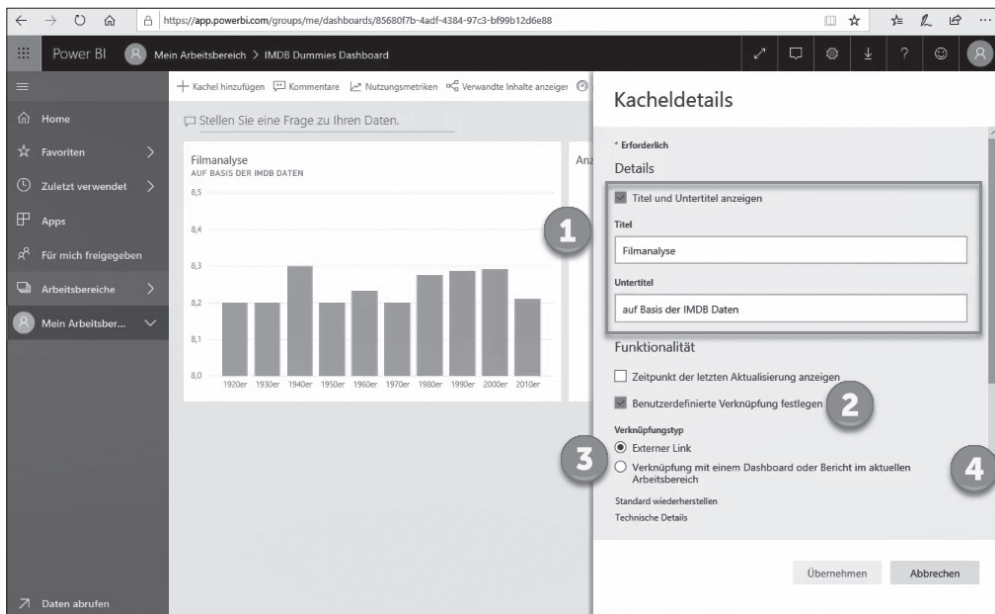 https://app.powerbi.com/groups/me/dashboards/85680f7b-4adf-4384-97c3-bf99b12d6e88
Power BI
Mein Arbeitsbereich > IMDB Dummies Dashboard
Home
Favoriten
Zuletzt verwendet
Apps
Für mich freigegeben
Arbeitsbereiche
Mein Arbeitsber...
Daten abrufen
Kachel hinzufügen
Kommentare
Nutzungsmetriken
Verwandte Inhalte anzeigen
Stellen Sie eine Frage zu Ihren Daten.
Filmanalyse
AUF BASIS DER IMDB DATEN
8,5
8,4
8,3
8,2
8,1
8,0
1920er 1930er 1940er 1950er 1960er 1970er 1980er 1990er 2000er 2010er
Anz
Kacheldetails
* Erforderlich
Details
1
Titel und Untertitel anzeigen
Titel
Filmanalyse
Untertitel
auf Basis der IMDB Daten
Funktionalität
Zeitpunkt der letzten Aktualisierung anzeigen
Benutzerdefinierte Verknüpfung festlegen
2
Verknüpfungstyp
3
Externer Link
Verknüpfung mit einem Dashboard oder Bericht im aktuellen
Arbeitsbereich
4
Standard wiederherstellen
Technische Details
Übernehmen
Abbrechen